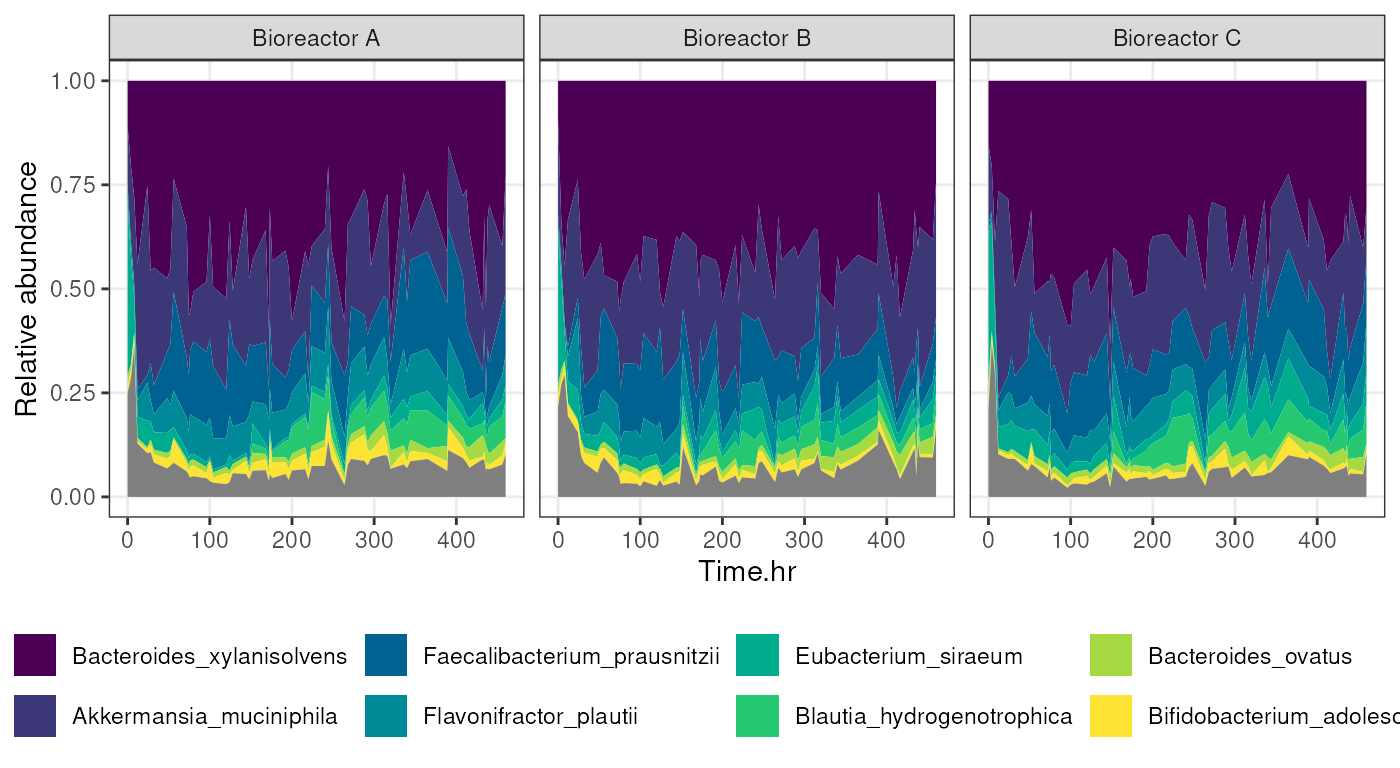 Bioreactor A Bioreactor B Bioreactor C
1.00
0.75
0.50
0.25
0.00
Relative abundance
0 100 200 300 400 0 100 200 300 400 0 100 200 300 400
Time.hr
Bacteroides_xylanisolvens Faecalibacterium_prausnitzii Eubacterium_siraeum Bacteroides_ovatus
Akkermansia_muciniphila Flavonifractor_plautii Blautia_hydrogenotrophica Bifidobacterium_adolesc